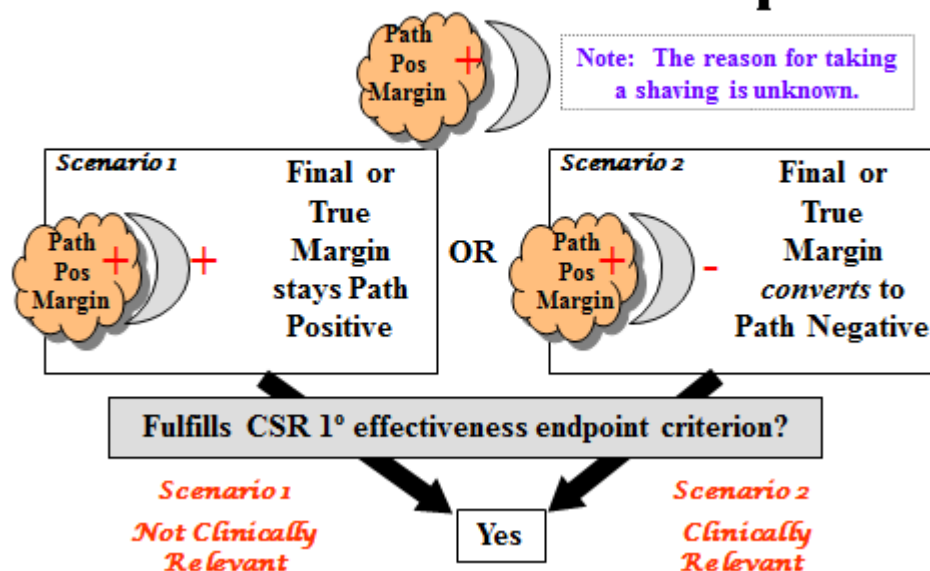 Path
Pos +
Margin
Note: The reason for taking
a shaving is unknown.
Scenario 1
Path
+ +
Pos
Margin
Final or
True
Margin
stays Path
Positive
OR
Scenario 2
Path
+ -
Pos
Margin
Final or
True
Margin
converts to
Path Negative
Fulfills CSR 1° effectiveness endpoint criterion?
Scenario 1
Not Clinically
Relevant
Yes
Scenario 2
Clinically
Relevant